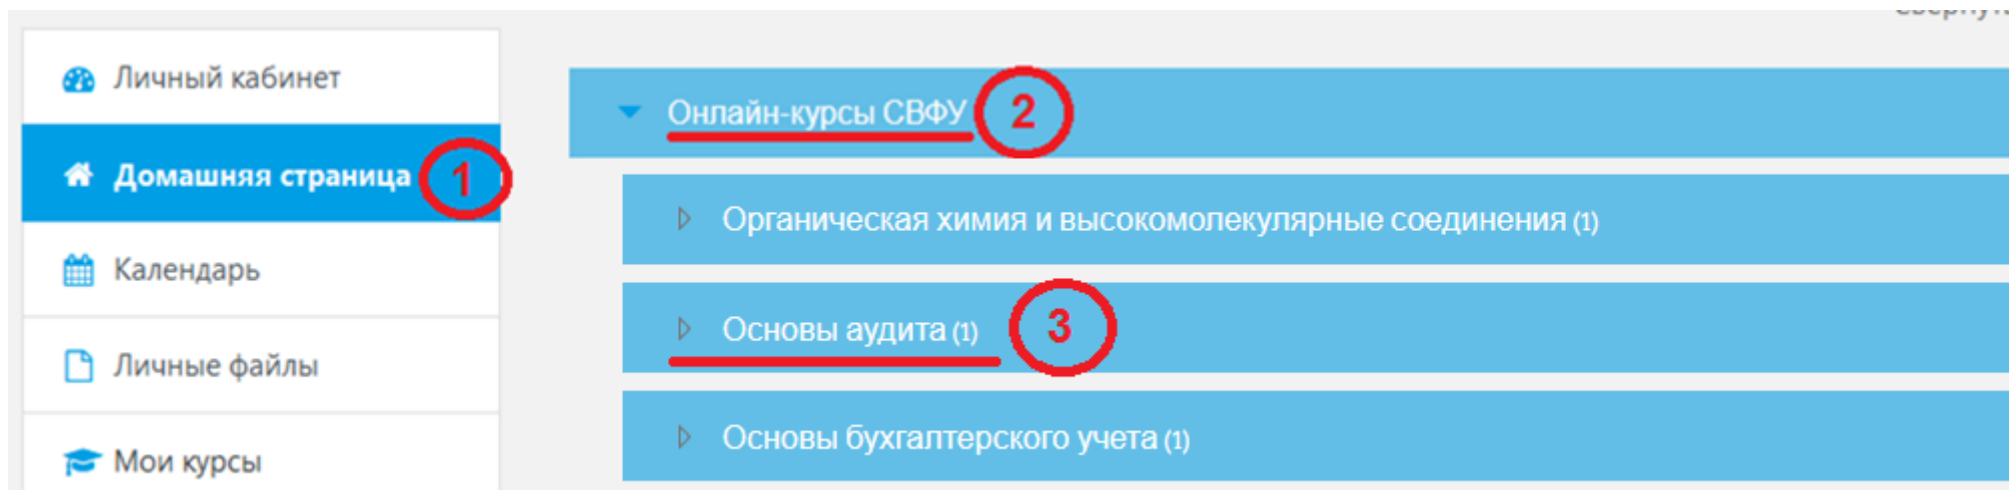 Личный кабинет
Домашняя страница 1
Календарь
Личные файлы
Мои курсы
Онлайн-курсы СВФУ 2
Органическая химия и высокомолекулярные соединения (1)
Основы аудита (1) 3
Основы бухгалтерского учета (1)